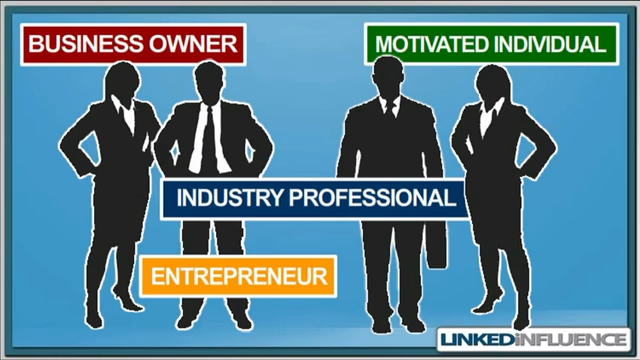 BUSINESS OWNER
MOTIVATED INDIVIDUAL
INDUSTRY PROFESSIONAL
ENTREPRENEUR
LINKEDINFLUENCE